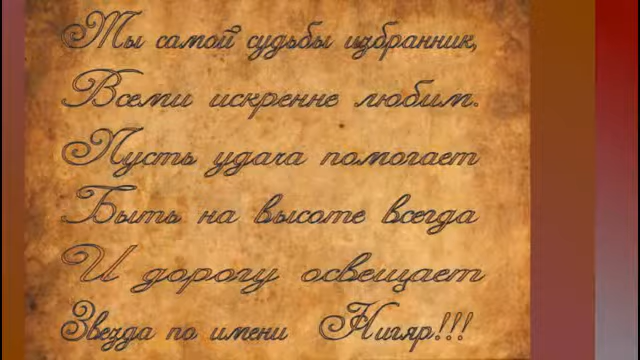 Ты самой судьбы избранник,
Всеми искренне любим.
Пусть удача помогает
Быть на высоте всегда
И дорогу освещает
Звезда по имени Нигяр!!!